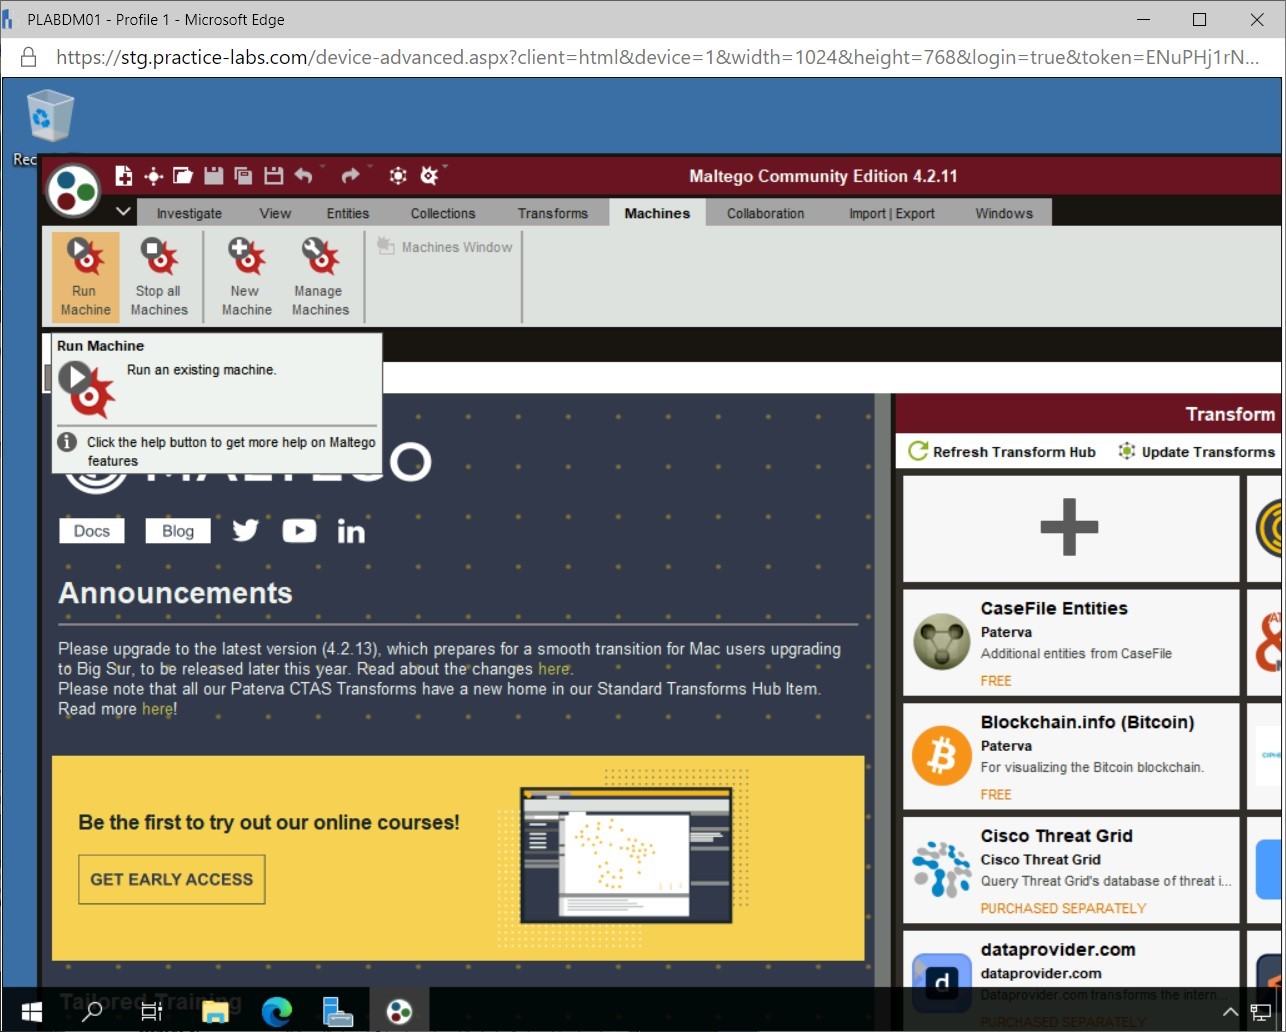 PLABDM01 - Profile 1 - Microsoft Edge
https://stg.practice-labs.com/device-advanced.aspx?client=html&device=1&width=1024&height=768&login=true&token=ENuPHj1rN...
Maltego Community Edition 4.2.11
Investigate View Entities Collections Transforms Machines Collaboration Import | Export Windows
Run Machine
Stop all Machines
New Machine
Manage Machines
Machines Window
Run Machine
Run an existing machine.
Click the help button to get more help on Maltego
features
MALTEGO
Docs Blog
Announcements
Please upgrade to the latest version (4.2.13), which prepares for a smooth transition for Mac users upgrading
to Big Sur, to be released later this year. Read about the changes here.
Please note that all our Paterva CTAS Transforms have a new home in our Standard Transforms Hub Item.
Read more here!
Be the first to try out our online courses!
GET EARLY ACCESS
Tailored Training
Transform
Refresh Transform Hub Update Transforms
CaseFile Entities
Paterva
Additional entities from CaseFile
FREE
Blockchain.info (Bitcoin)
Paterva
For visualizing the Bitcoin blockchain.
FREE
Cisco Threat Grid
Cisco Threat Grid
Query Threat Grid's database of threat i...
PURCHASED SEPARATELY
dataprovider.com
dataprovider.com
Dataprovider.com transforms the intern...
PURCHASED SEPARATELY